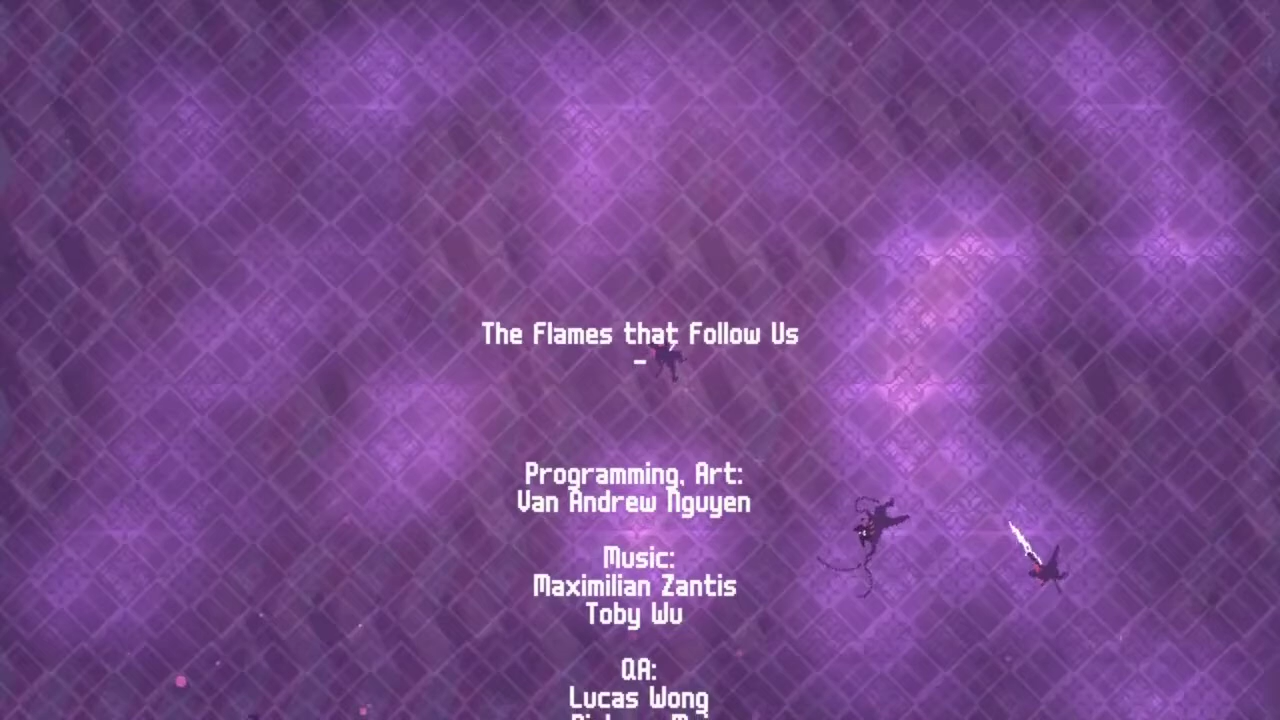 The Flames that Follow Us
-
Programming, Art:
Van Andrew Nguyen
Music:
Maximilian Zantis
Toby Wu
QA:
Lucas Wong